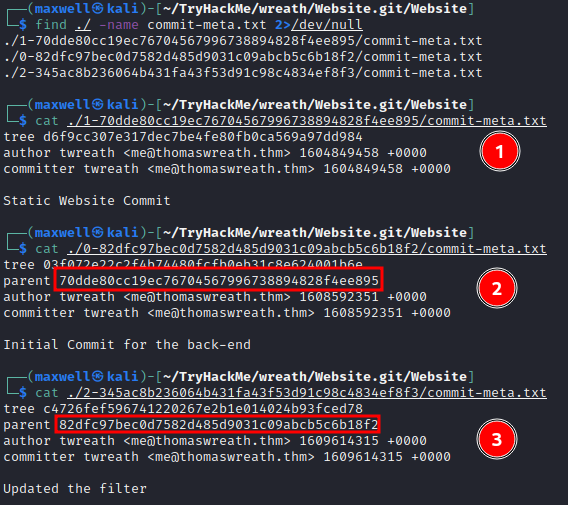 ┌──(maxwell㉿kali)-[~/TryHackMe/wreath/Website.git/Website]
└─$ find ./ -name commit-meta.txt 2>/dev/null
./1-70dde80cc19ec76704567996738894828f4ee895/commit-meta.txt
./0-82dfc97bec0d7582d485d9031c09abcb5c6b18f2/commit-meta.txt
./2-345ac8b236064b431fa43f53d91c98c4834ef8f3/commit-meta.txt
┌──(maxwell㉿kali)-[~/TryHackMe/wreath/Website.git/Website]
└─$ cat ./1-70dde80cc19ec76704567996738894828f4ee895/commit-meta.txt
tree d6f9cc307e317dec7be4fe80fb0ca569a97dd984
author twreath <me@thomaswreath.thm> 1604849458 +0000
committer twreath <me@thomaswreath.thm> 1604849458 +0000
1
Static Website Commit
┌──(maxwell㉿kali)-[~/TryHackMe/wreath/Website.git/Website]
└─$ cat ./0-82dfc97bec0d7582d485d9031c09abcb5c6b18f2/commit-meta.txt
tree 03f072e22c2f4b74480fcfb0eb31c8e624001b6e
parent 70dde80cc19ec76704567996738894828f4ee895
author twreath <me@thomaswreath.thm> 1608592351 +0000
committer twreath <me@thomaswreath.thm> 1608592351 +0000
2
Initial Commit for the back-end
┌──(maxwell㉿kali)-[~/TryHackMe/wreath/Website.git/Website]
└─$ cat ./2-345ac8b236064b431fa43f53d91c98c4834ef8f3/commit-meta.txt
tree c4726fef596741220267e2b1e014024b93fced78
parent 82dfc97bec0d7582d485d9031c09abcb5c6b18f2
author twreath <me@thomaswreath.thm> 1609614315 +0000
committer twreath <me@thomaswreath.thm> 1609614315 +0000
3
Updated the filter